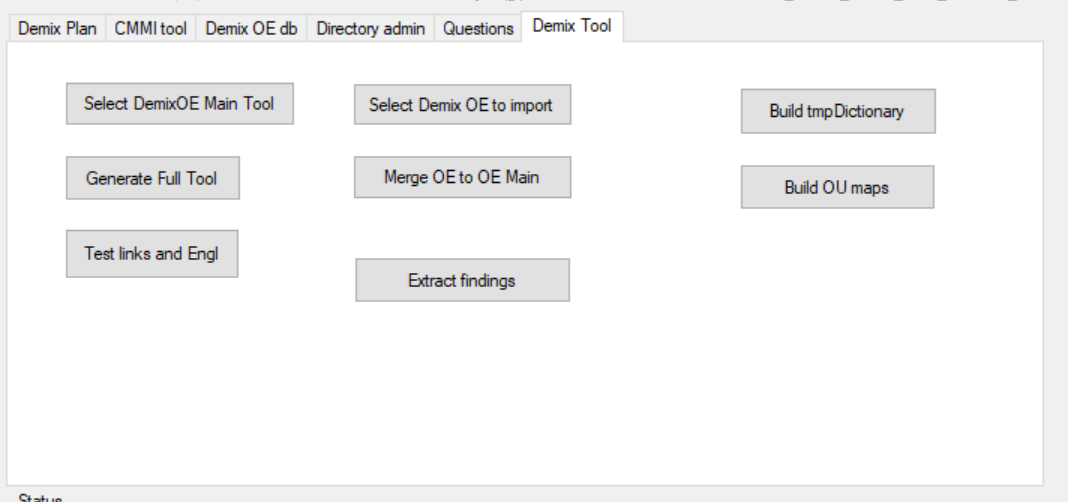 Demix Plan CMMI tool Demix OE db Directory admin Questions Demix Tool
Select DemixOE Main Tool Select Demix OE to import Build tmpDictionary
Generate Full Tool Merge OE to OE Main Build OU maps
Test links and Engl
Extract findings
Status